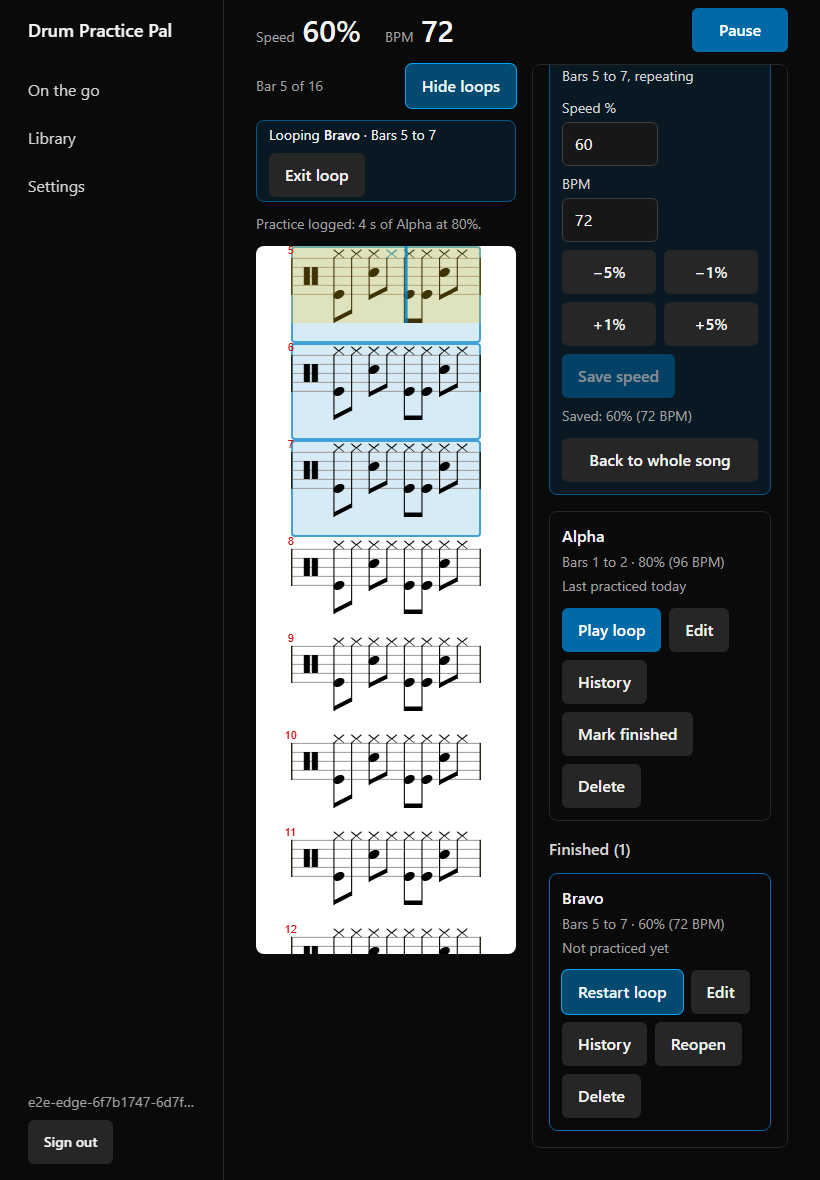 Drum Practice Pal
On the go
Library
Settings
e2e-edge-6f7b1747-6d7f...
Sign out
Speed 60% BPM 72
Pause
Bar 5 of 16
Hide loops
Looping Bravo · Bars 5 to 7
Exit loop
Practice logged: 4 s of Alpha at 80%.
5
6
7
8
9
10
11
12
Bars 5 to 7, repeating
Speed %
60
BPM
72
−5%
−1%
+1%
+5%
Save speed
Saved: 60% (72 BPM)
Back to whole song
Alpha
Bars 1 to 2 · 80% (96 BPM)
Last practiced today
Play loop
Edit
History
Mark finished
Delete
Finished (1)
Bravo
Bars 5 to 7 · 60% (72 BPM)
Not practiced yet
Restart loop
Edit
History
Reopen
Delete